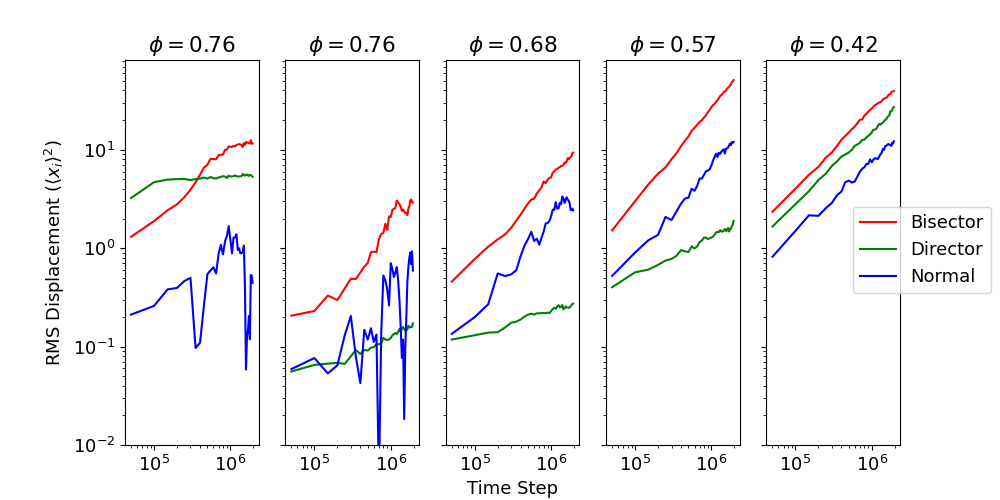 ϕ = 0.76
ϕ = 0.76
ϕ = 0.68
ϕ = 0.57
ϕ = 0.42
RMS Displacement (⟨x_i⟩²)
10¹
10⁰
10⁻¹
10⁻²
10⁵ 10⁶
10⁵ 10⁶
10⁵ 10⁶
10⁵ 10⁶
10⁵ 10⁶
Time Step
Bisector
Director
Normal